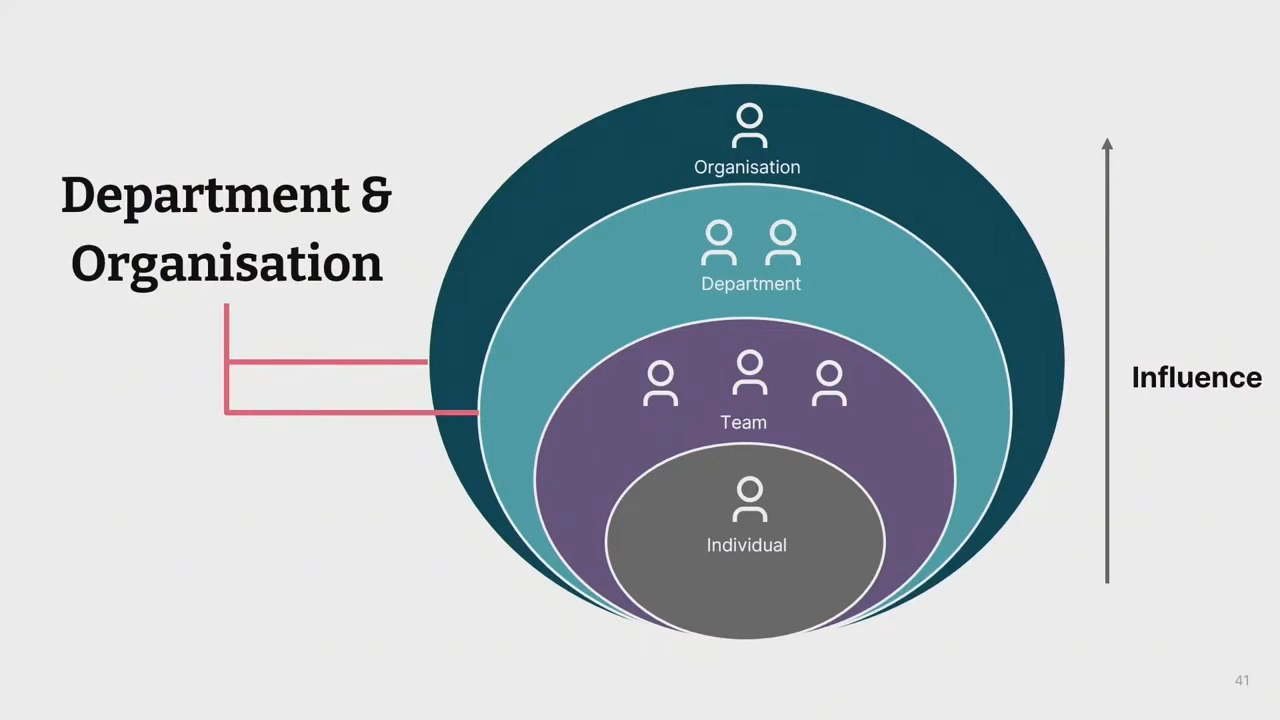 Department &
Organisation
Organisation
Department
Team
Individual
Influence
41